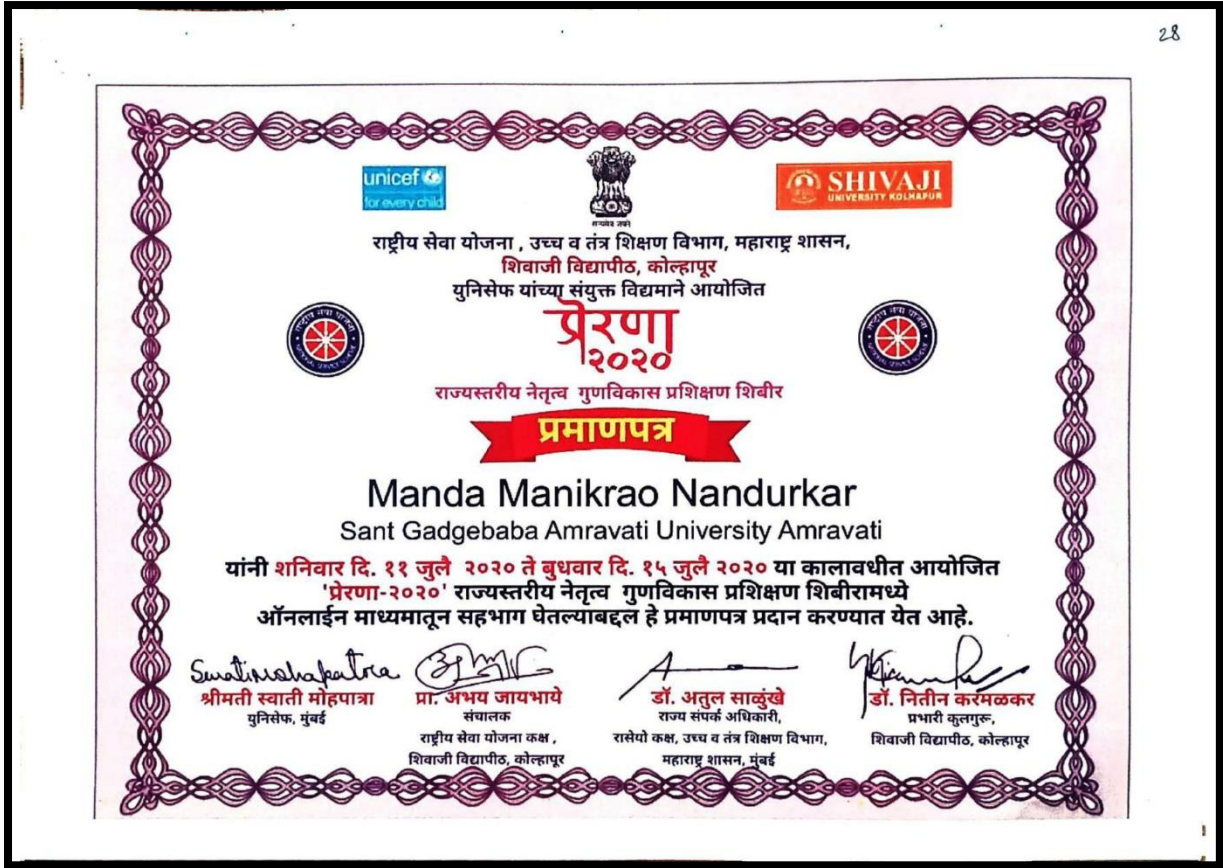 28
unicef
for every child
SHIVAJI
UNIVERSITY KOLHAPUR
सत्यमेव जयते
राष्ट्रीय सेवा योजना , उच्च व तंत्र शिक्षण विभाग, महाराष्ट्र शासन,
शिवाजी विद्यापीठ, कोल्हापूर
युनिसेफ यांच्या संयुक्त विद्यमाने आयोजित
प्रेरणा
२०२०
राज्यस्तरीय नेतृत्व गुणविकास प्रशिक्षण शिबीर
प्रमाणपत्र
Manda Manikrao Nandurkar
Sant Gadgebaba Amravati University Amravati
यांनी शनिवार दि. ११ जुलै २०२० ते बुधवार दि. १५ जुलै २०२० या कालावधीत आयोजित
'प्रेरणा-२०२०' राज्यस्तरीय नेतृत्व गुणविकास प्रशिक्षण शिबीरामध्ये
ऑनलाईन माध्यमातून सहभाग घेतल्याबद्दल हे प्रमाणपत्र प्रदान करण्यात येत आहे.
श्रीमती स्वाती मोहपात्रा
युनिसेफ, मुंबई
प्रा. अभय जायभाये
संचालक
राष्ट्रीय सेवा योजना कक्ष ,
शिवाजी विद्यापीठ, कोल्हापूर
डॉ. अतुल साळुंखे
राज्य संपर्क अधिकारी,
रासेयो कक्ष, उच्च व तंत्र शिक्षण विभाग,
महाराष्ट्र शासन, मुंबई
डॉ. नितीन करमळकर
प्रभारी कुलगुरू,
शिवाजी विद्यापीठ, कोल्हापूर